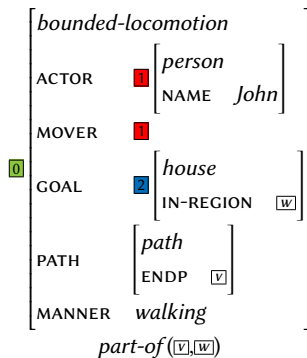 bounded-locomotion
ACTOR 1 person
NAME John
MOVER 1
0
GOAL 2 house
IN-REGION w
PATH path
ENDP v
MANNER walking
part-of(v,w)